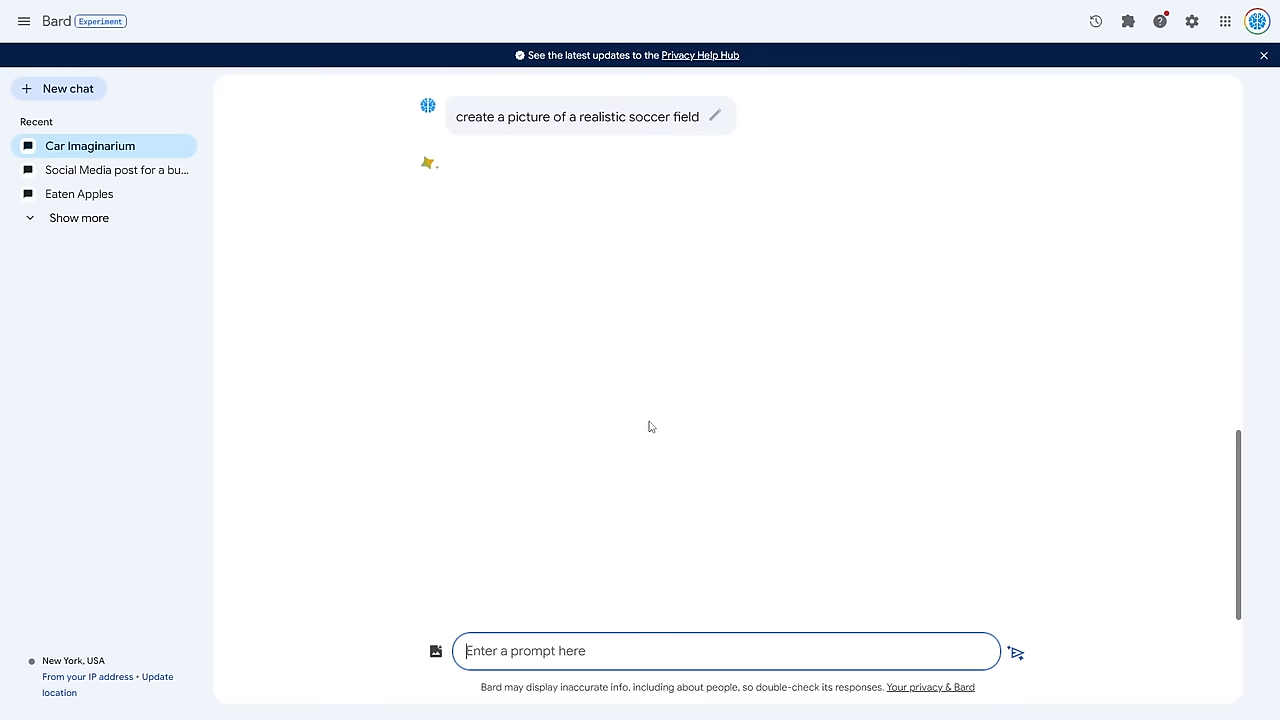 Bard Experiment
See the latest updates to the Privacy Help Hub
New chat
Recent
Car Imaginarium
Social Media post for a bu...
Eaten Apples
Show more
create a picture of a realistic soccer field
Enter a prompt here
New York, USA
From your IP address • Update
location
Bard may display inaccurate info, including about people, so double-check its responses. Your privacy & Bard